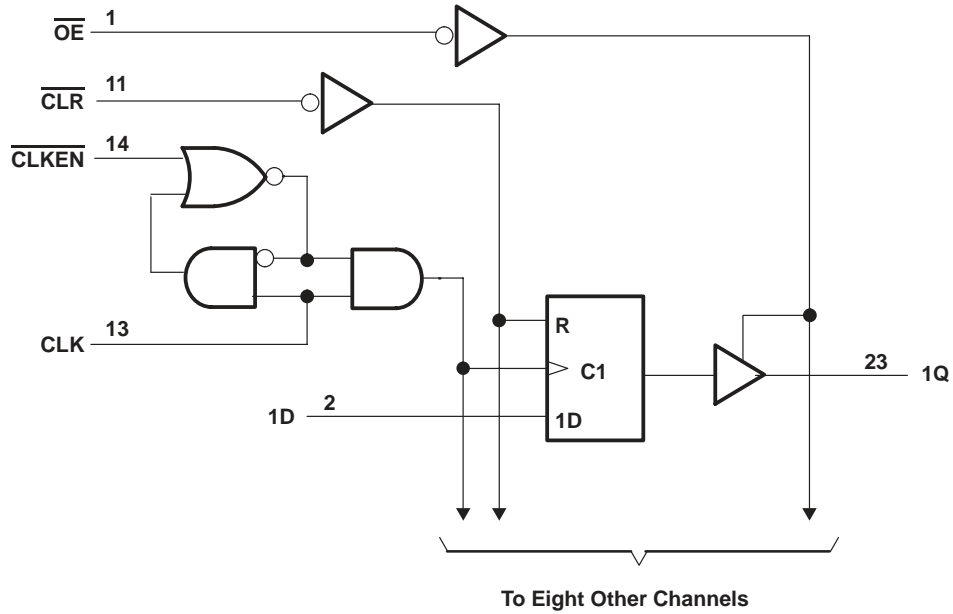 OE 1
CLR 11
CLKEN 14
CLK 13
1D 2
R
C1
1D
23 1Q
To Eight Other Channels